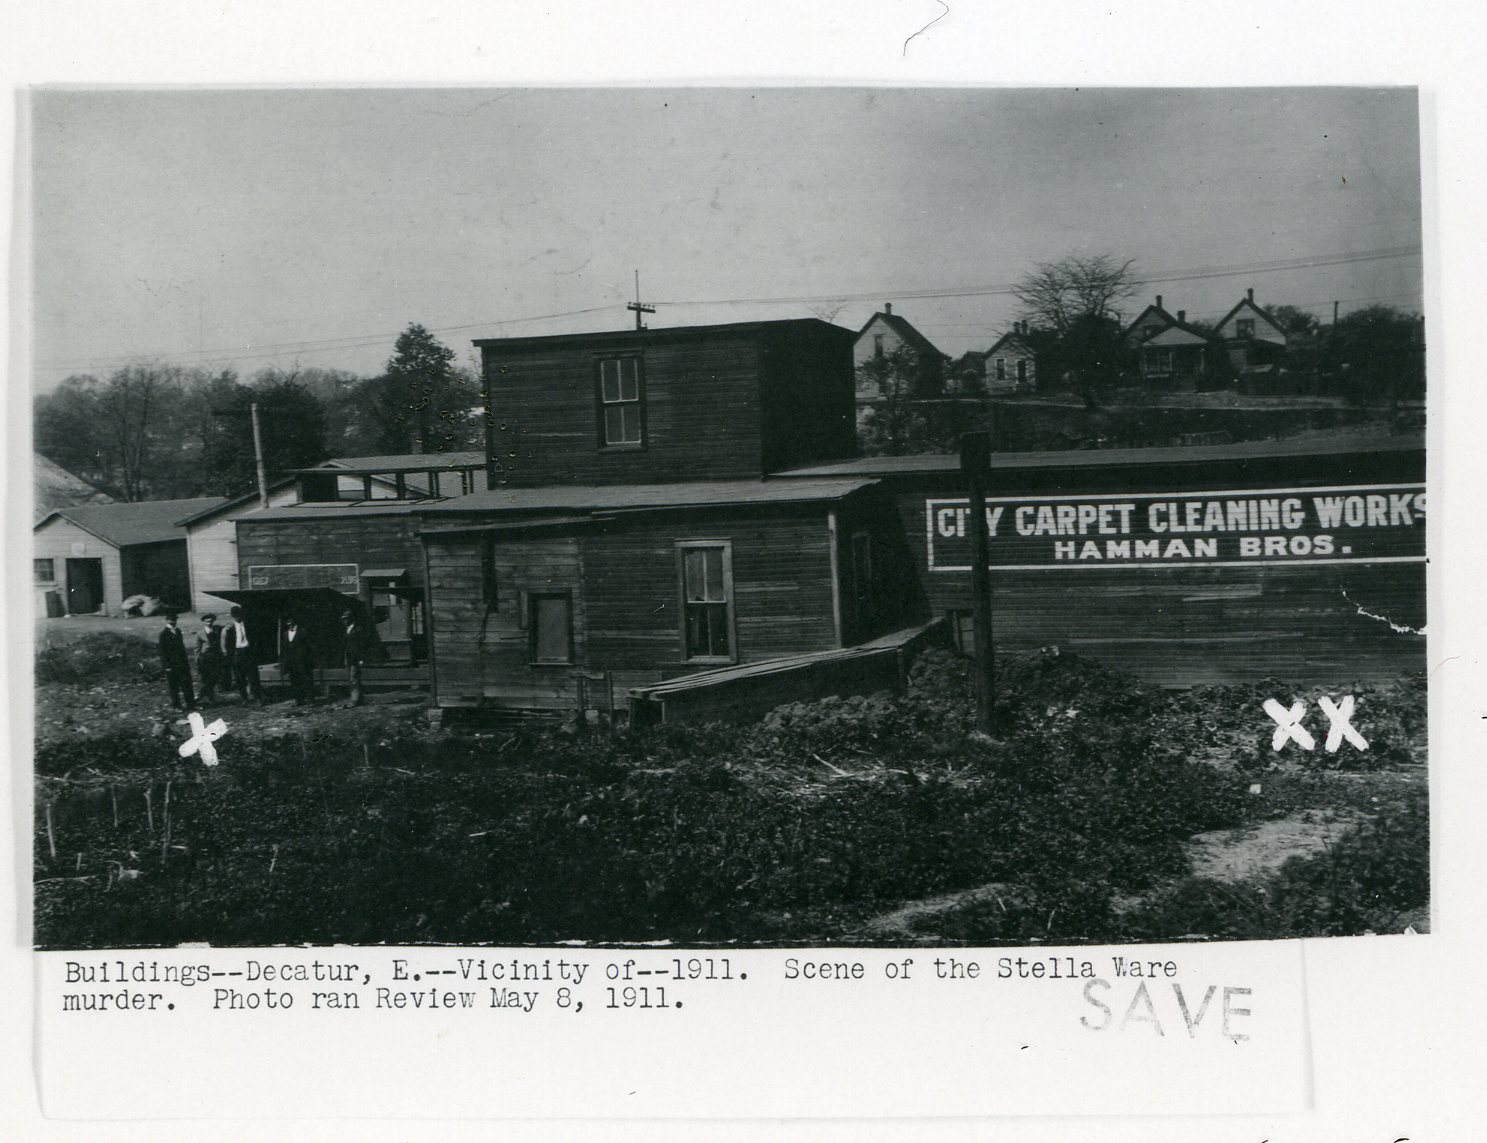 CITY CARPET CLEANING WORKS
HAMMAN BROS.
X
XX
Buildings--Decatur, E.--Vicinity of--1911. Scene of the Stella Ware
murder. Photo ran Review May 8, 1911.
SAVE